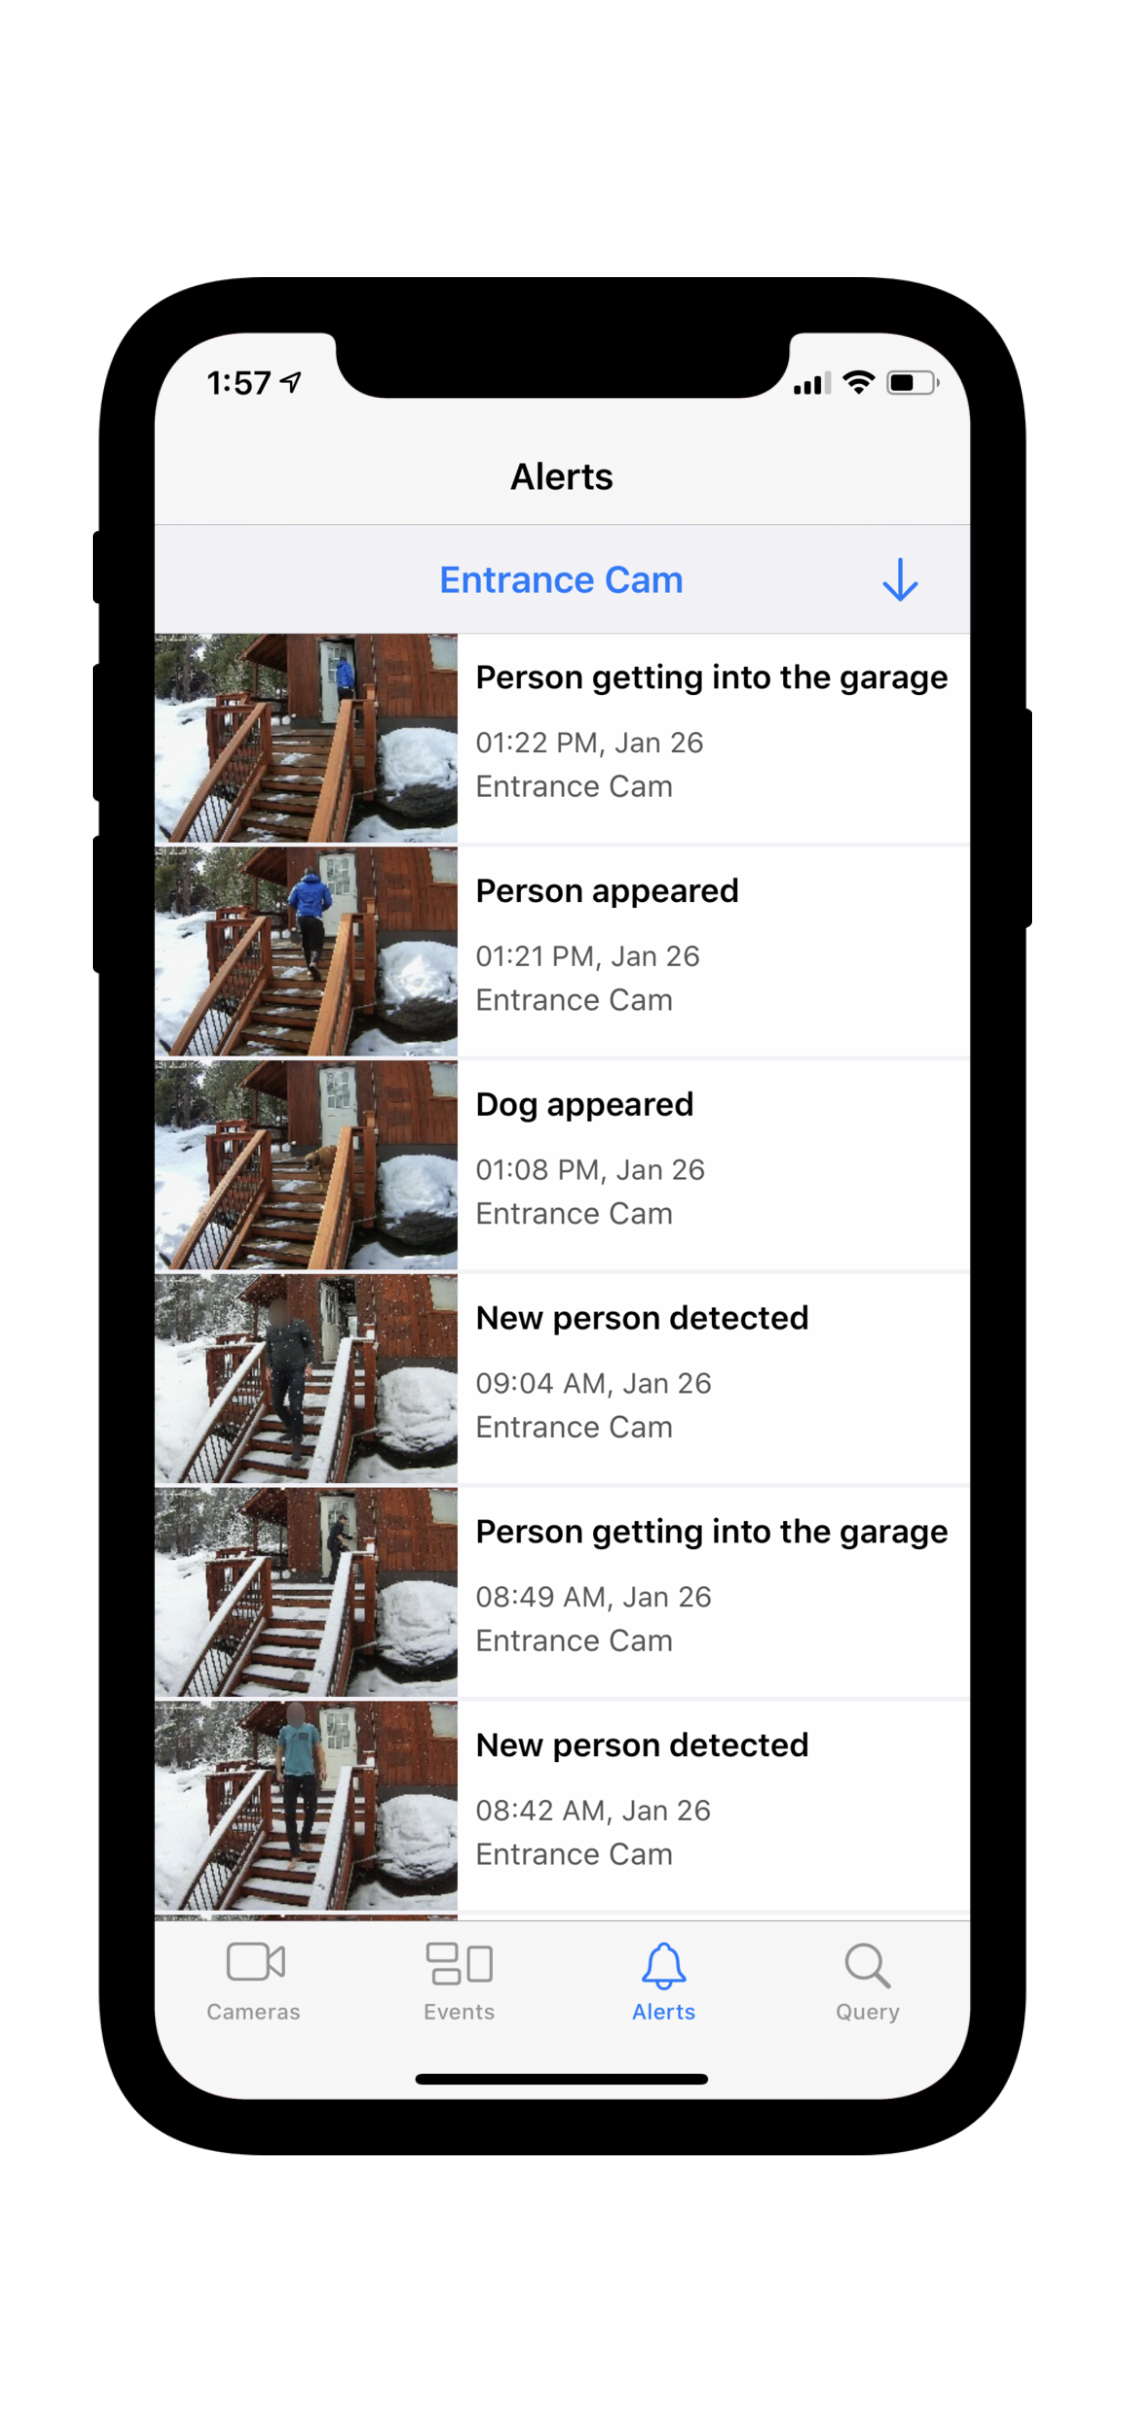 1:57
Alerts
Entrance Cam
Person getting into the garage
01:22 PM, Jan 26
Entrance Cam
Person appeared
01:21 PM, Jan 26
Entrance Cam
Dog appeared
01:08 PM, Jan 26
Entrance Cam
New person detected
09:04 AM, Jan 26
Entrance Cam
Person getting into the garage
08:49 AM, Jan 26
Entrance Cam
New person detected
08:42 AM, Jan 26
Entrance Cam
Cameras
Events
Alerts
Query